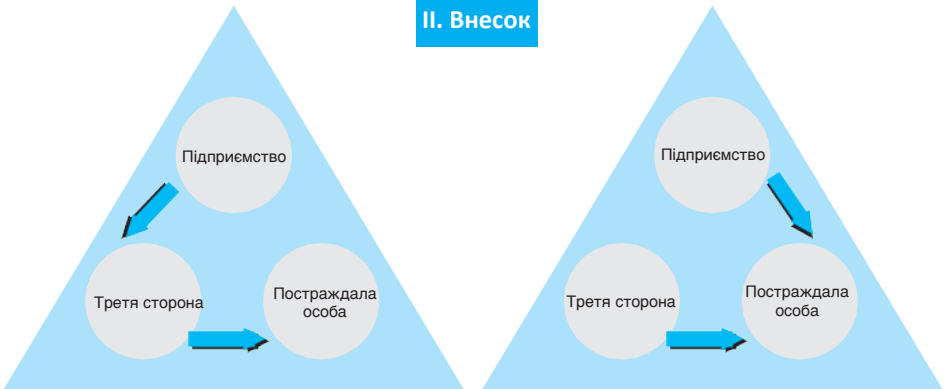 II. Внесок
Підприємство
Третя сторона
Постраждала
особа
Підприємство
Третя сторона
Постраждала
особа